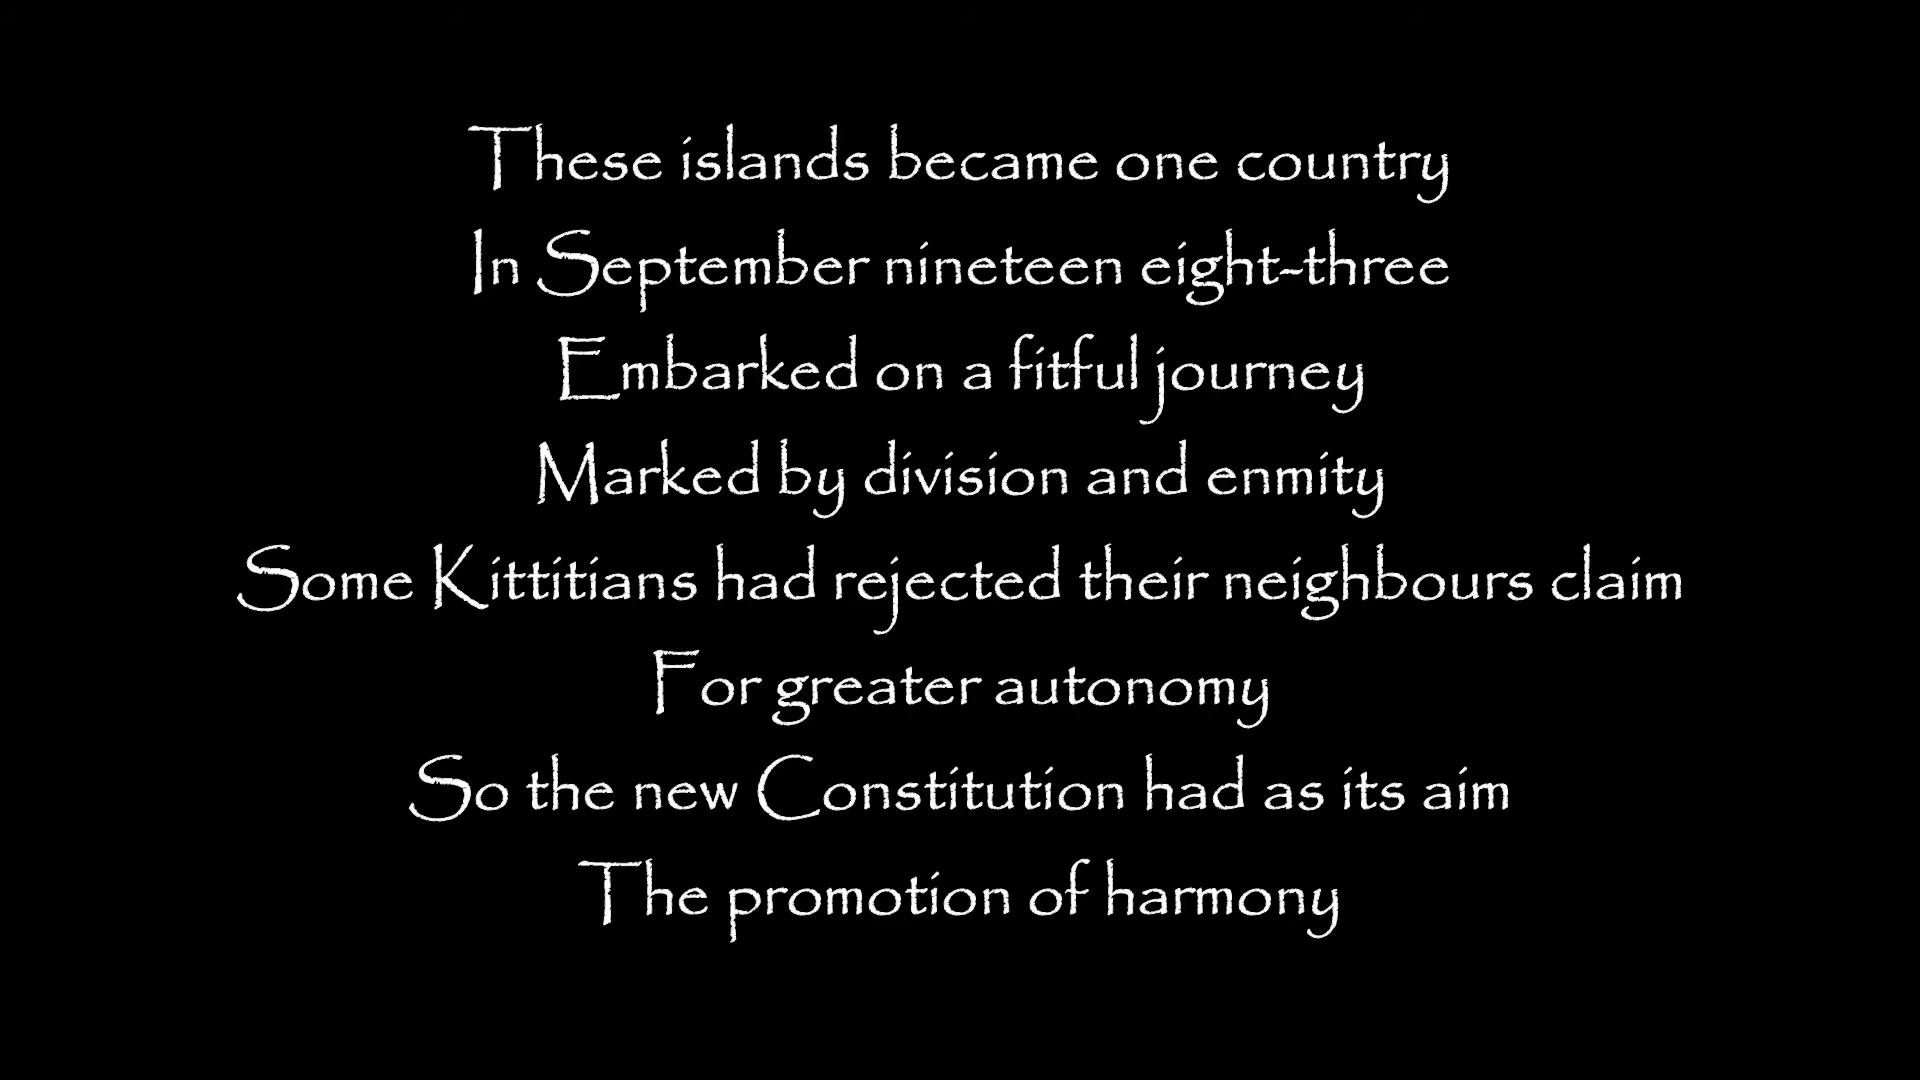 These islands became one country
In September nineteen eight-three
Embarked on a fitful journey
Marked by division and enmity
Some Kittitians had rejected their neighbours claim
For greater autonomy
So the new Constitution had as its aim
The promotion of harmony